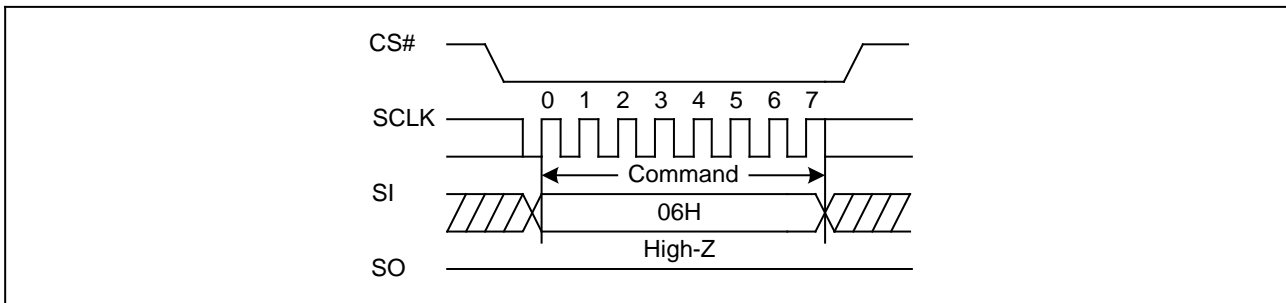 CS#
0 1 2 3 4 5 6 7
SCLK
Command
SI
06H
High-Z
SO